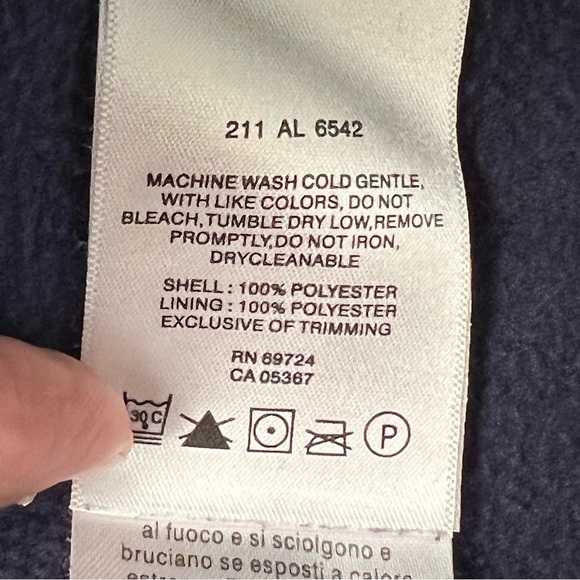 211 AL 6542
MACHINE WASH COLD GENTLE,
WITH LIKE COLORS, DO NOT
BLEACH,TUMBLE DRY LOW,REMOVE
PROMPTLY,DO NOT IRON,
DRYCLEANABLE
SHELL : 100% POLYESTER
LINING : 100% POLYESTER
EXCLUSIVE OF TRIMMING
RN 69724
CA 05367
30C P
al fuoco e si sciolgono e
bruciano se esposti a calore